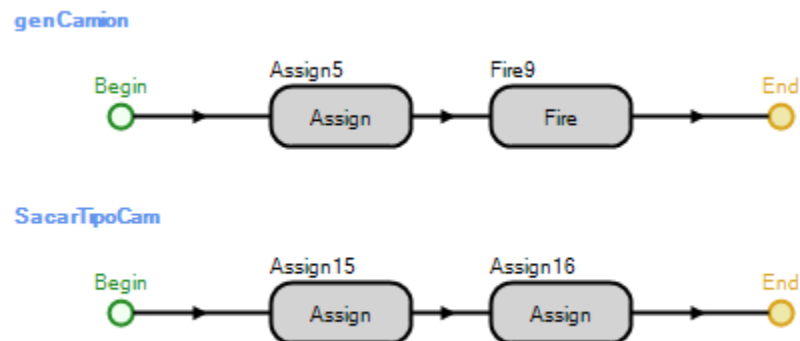 genCamion
Assign5 Fire9
Begin End
Assign Fire
SacarTipoCam
Assign15 Assign16
Begin End
Assign Assign